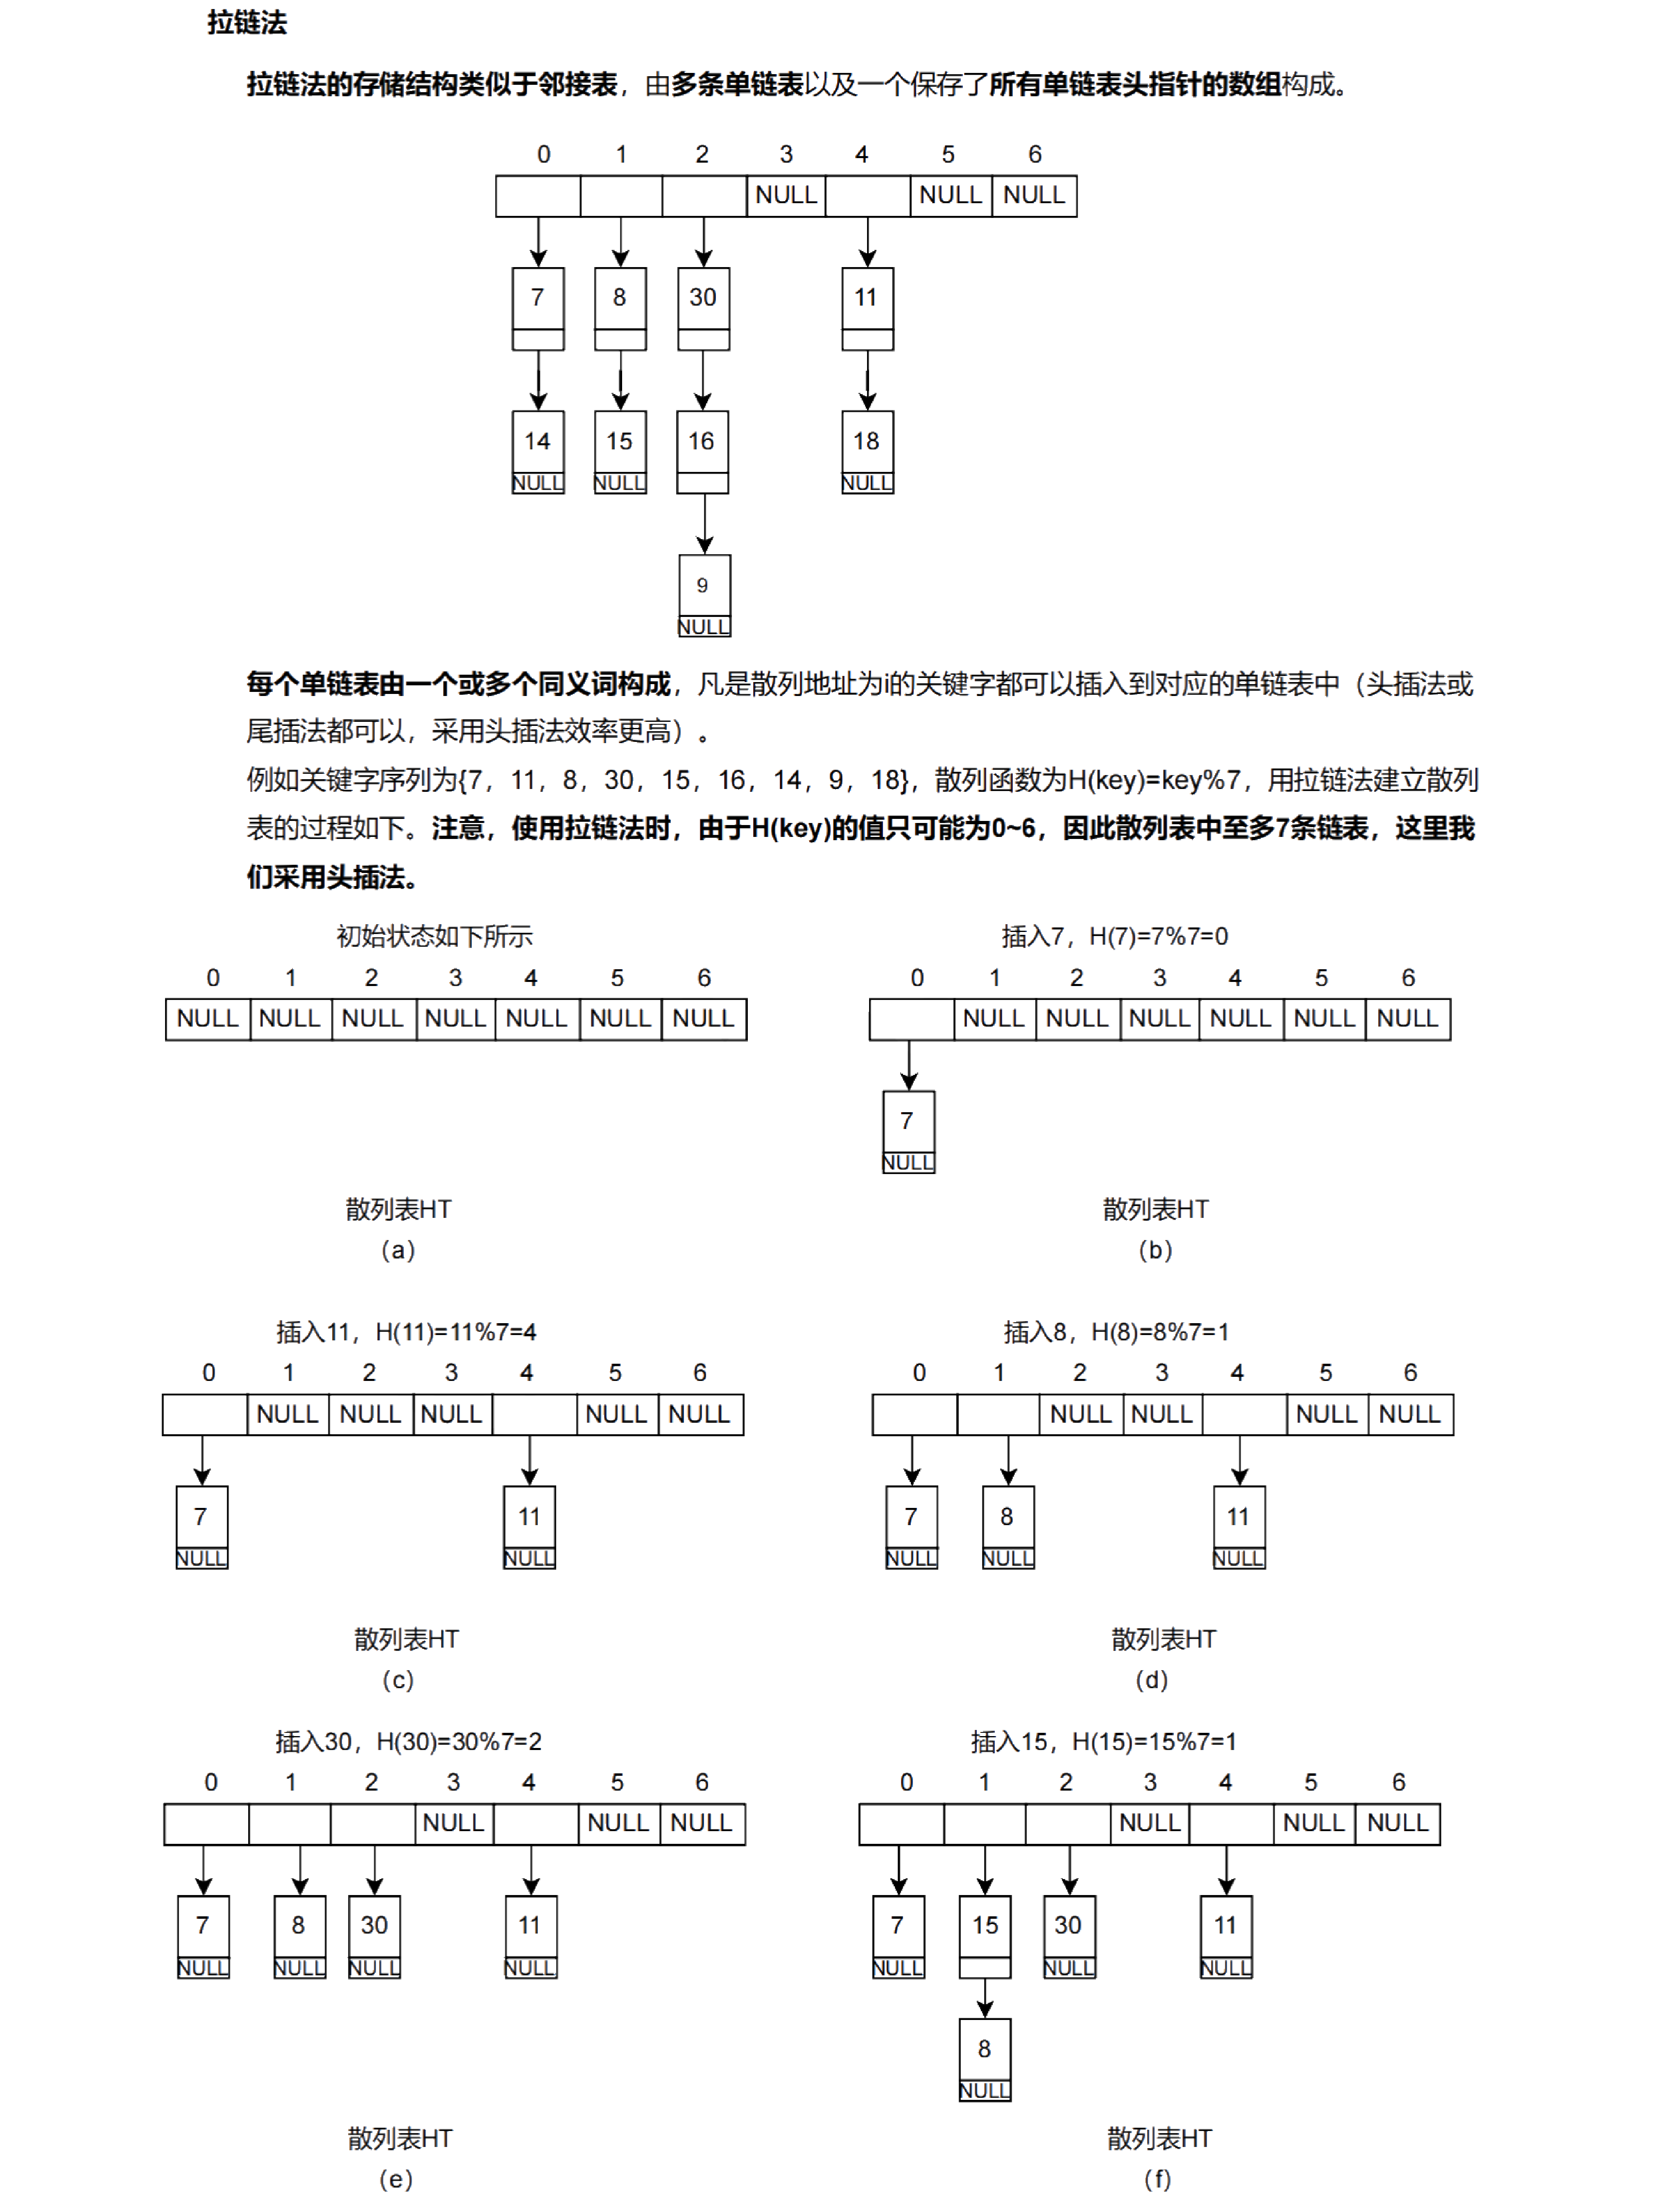 拉链法
拉链法的存储结构类似于邻接表，由多条单链表以及一个保存了所有单链表头指针的数组构成。
0 1 2 3 4 5 6
NULL NULL NULL
7 8 30 11
14 15 16 18
NULL NULL NULL
9
NULL
每个单链表由一个或多个同义词构成，凡是散列地址为i的关键字都可以插入到对应的单链表中（头插法或
尾插法都可以，采用头插法效率更高）。
例如关键字序列为{7，11，8，30，15，16，14，9，18}，散列函数为H(key)=key%7，用拉链法建立散列
表的过程如下。注意，使用拉链法时，由于H(key)的值只可能为0~6，因此散列表中至多7条链表，这里我
们采用头插法。
初始状态如下所示
0 1 2 3 4 5 6
NULL NULL NULL NULL NULL NULL NULL
散列表HT
（a）
插入7，H(7)=7%7=0
0 1 2 3 4 5 6
NULL NULL NULL NULL NULL NULL
7
NULL
散列表HT
（b）
插入11，H(11)=11%7=4
0 1 2 3 4 5 6
NULL NULL NULL NULL NULL
7 11
NULL NULL
散列表HT
（c）
插入8，H(8)=8%7=1
0 1 2 3 4 5 6
NULL NULL NULL NULL
7 8 11
NULL NULL NULL
散列表HT
（d）
插入30，H(30)=30%7=2
0 1 2 3 4 5 6
NULL NULL NULL
7 8 30 11
NULL NULL NULL NULL
散列表HT
（e）
插入15，H(15)=15%7=1
0 1 2 3 4 5 6
NULL NULL NULL
7 15 30 11
NULL NULL NULL
8
NULL
散列表HT
（f）